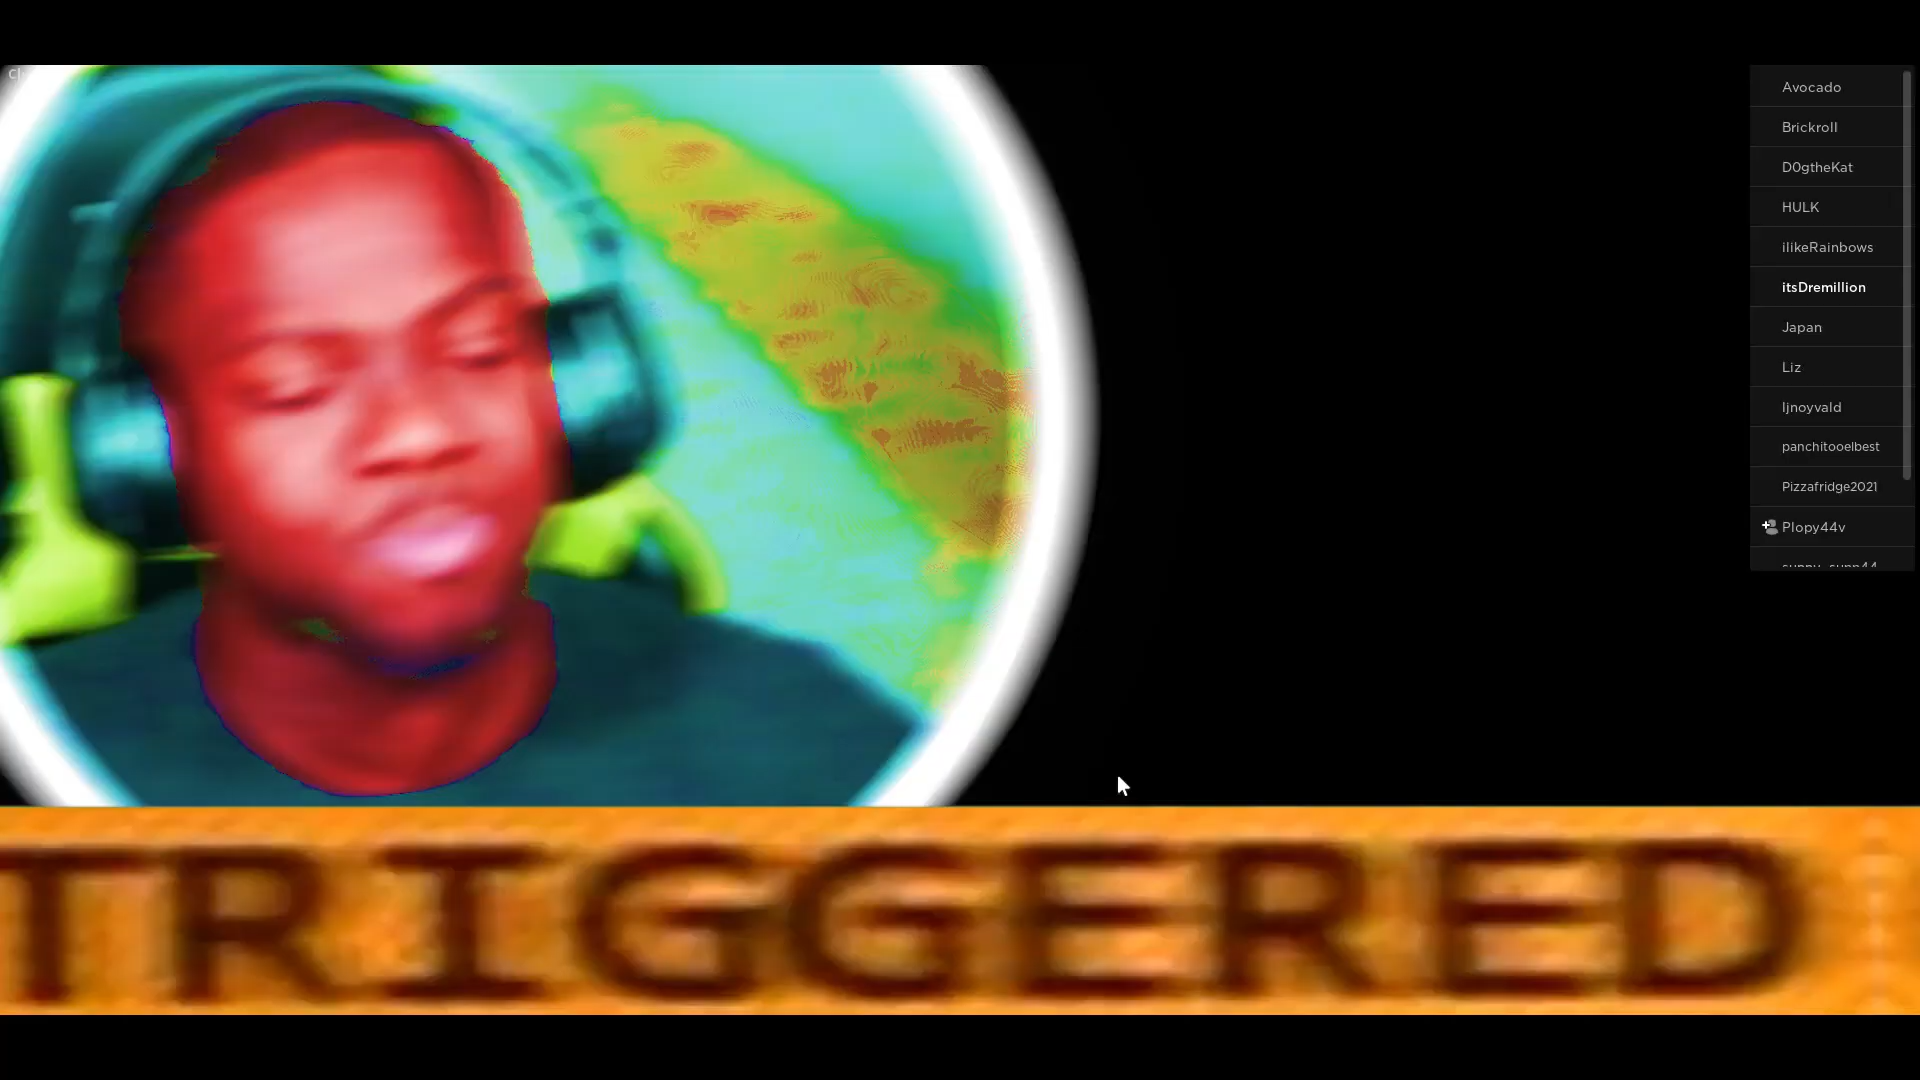 Avocado
Brickroll
D0gtheKat
HULK
ilikeRainbows
itsDremillion
Japan
Liz
ljnoyvald
panchitooelbest
Pizzafridge2021
Plopy44v
TRIGGERED